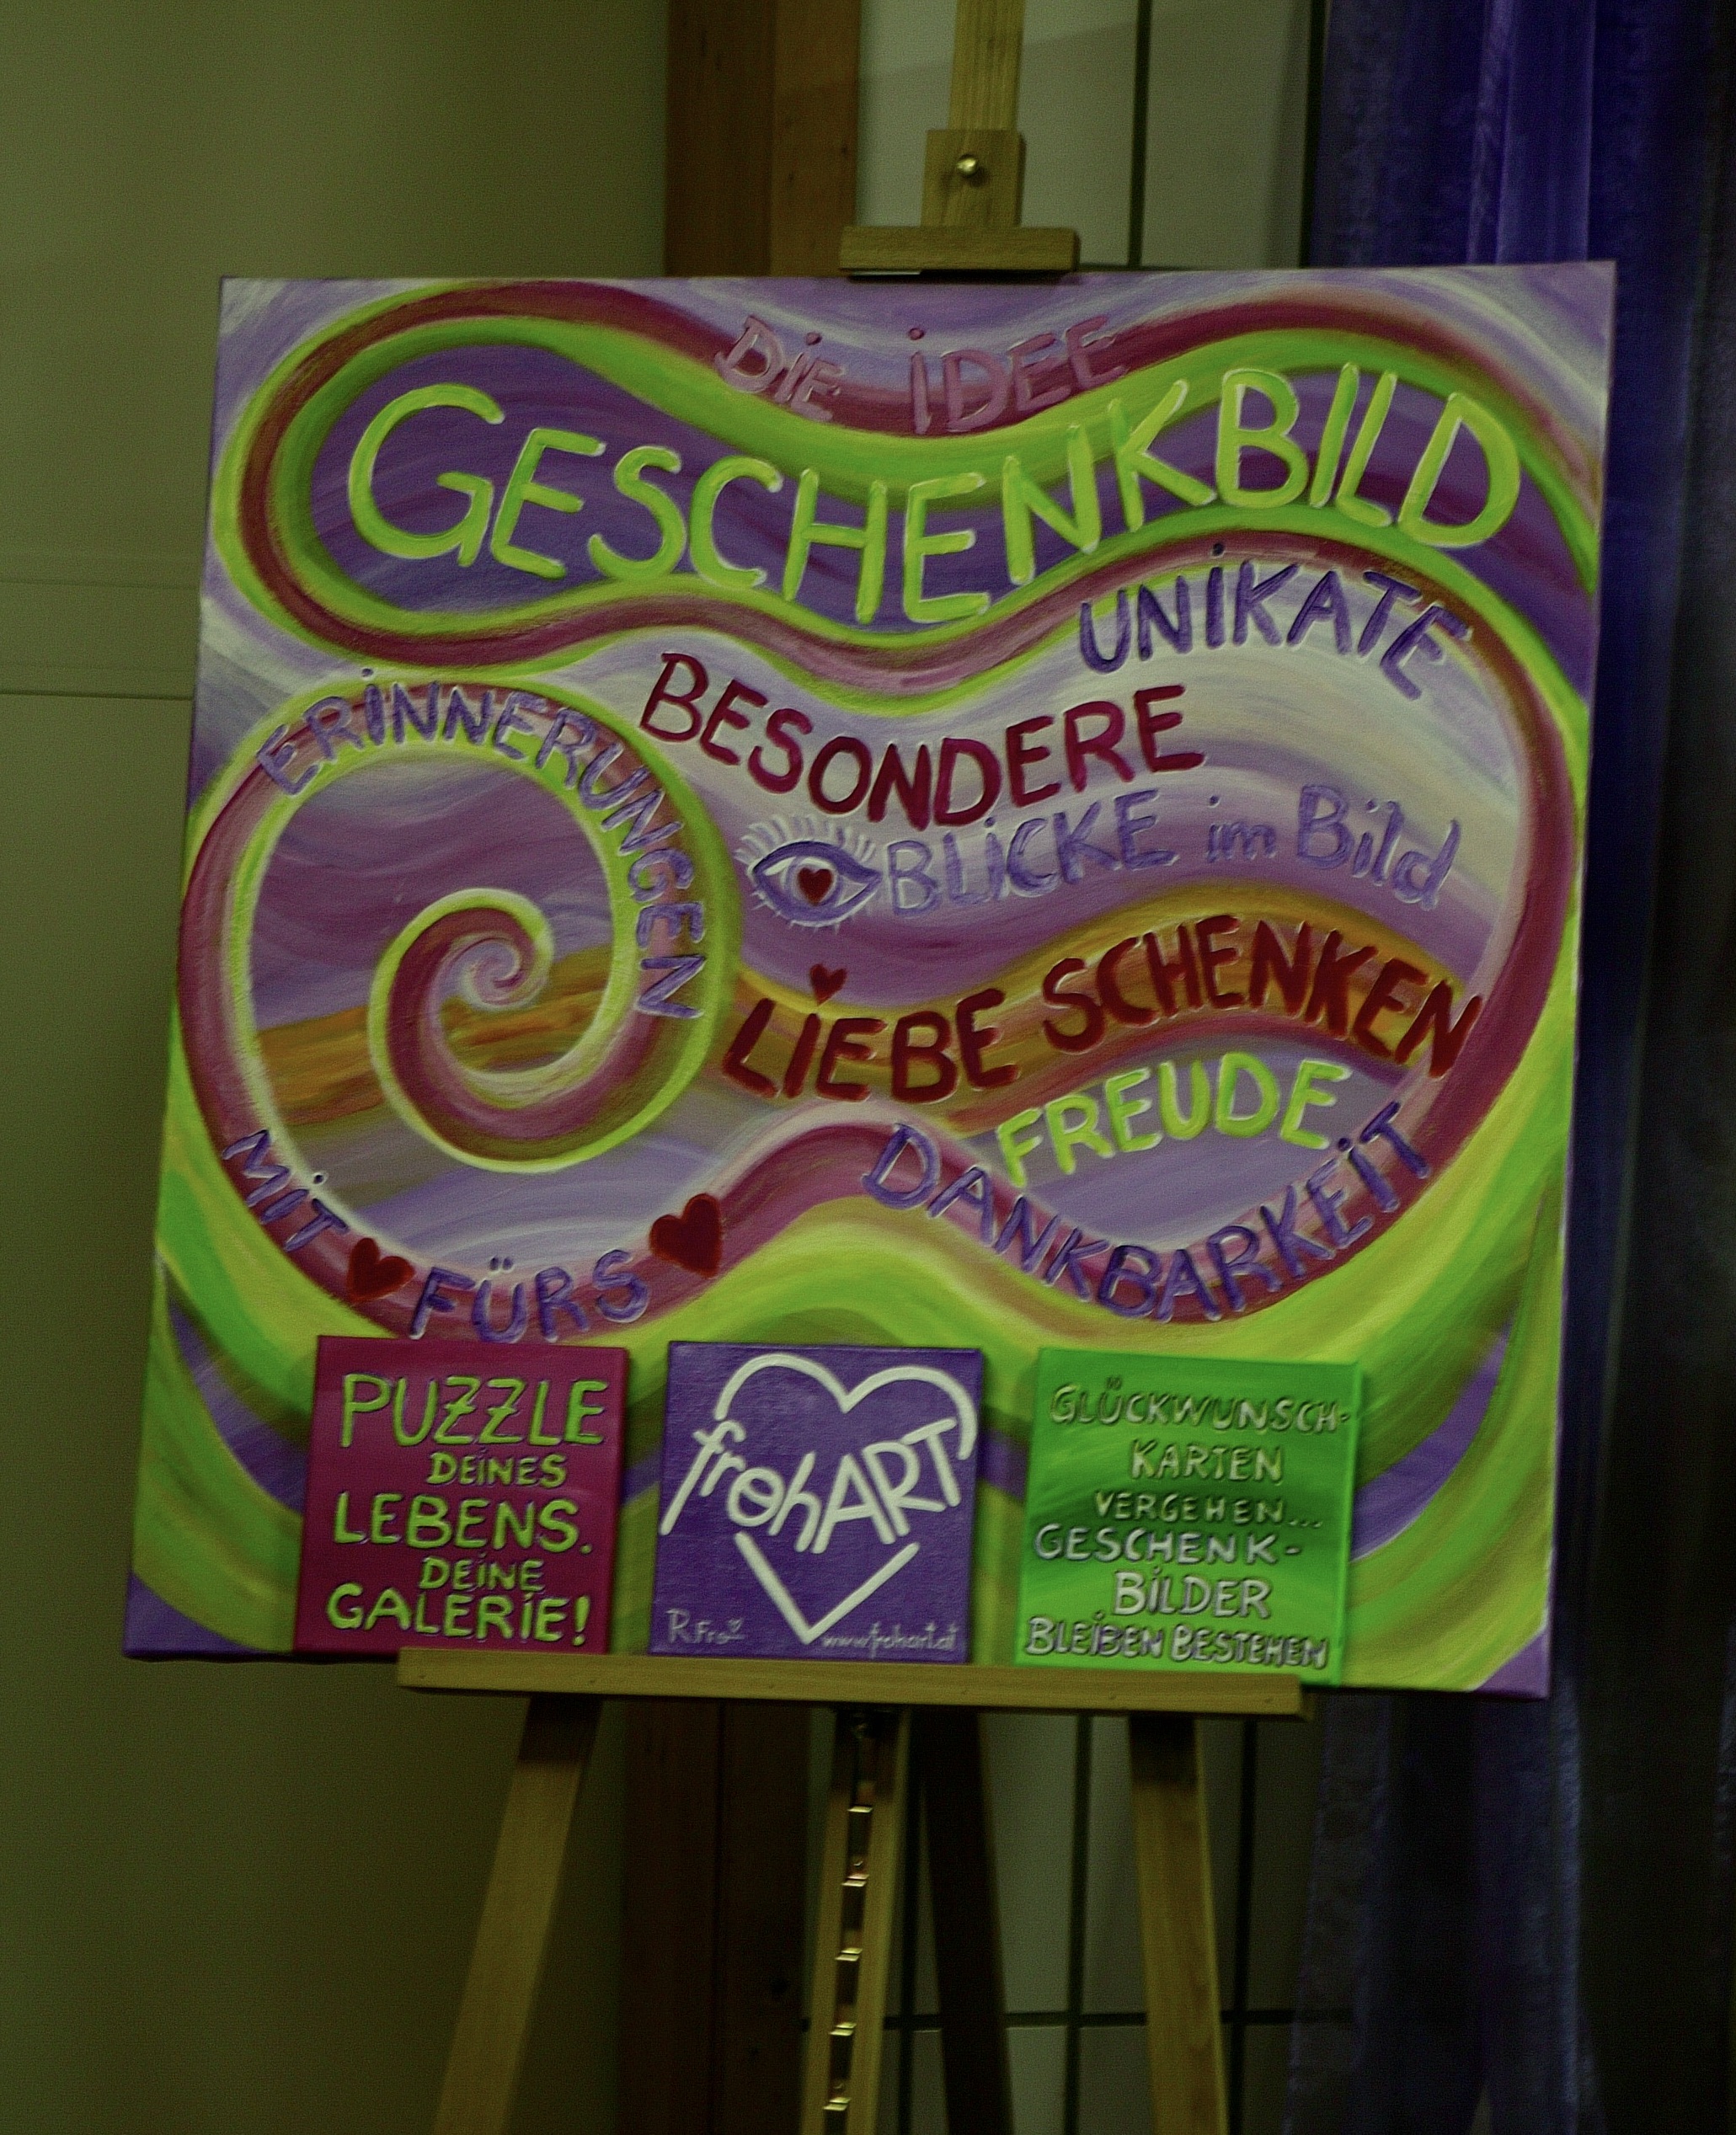 DiE iDEE
GESCHENKBILD
UNiKATE
ERiNNERUNGEN
BESONDERE
BLiCKE im Bild
LiEBE SCHENKEN
FREUDE
DANKBARKEiT
MiT ♥ FÜRS ♥
PUZZLE
DEiNES
LEBENS.
DEiNE
GALERiE!
frohART
R.Froi
www.frohart.at
GLÜCKWUNSCH-
KARTEN
VERGEHEN...
GESCHENK-
BiLDER
BLEiBEN BESTEHEN